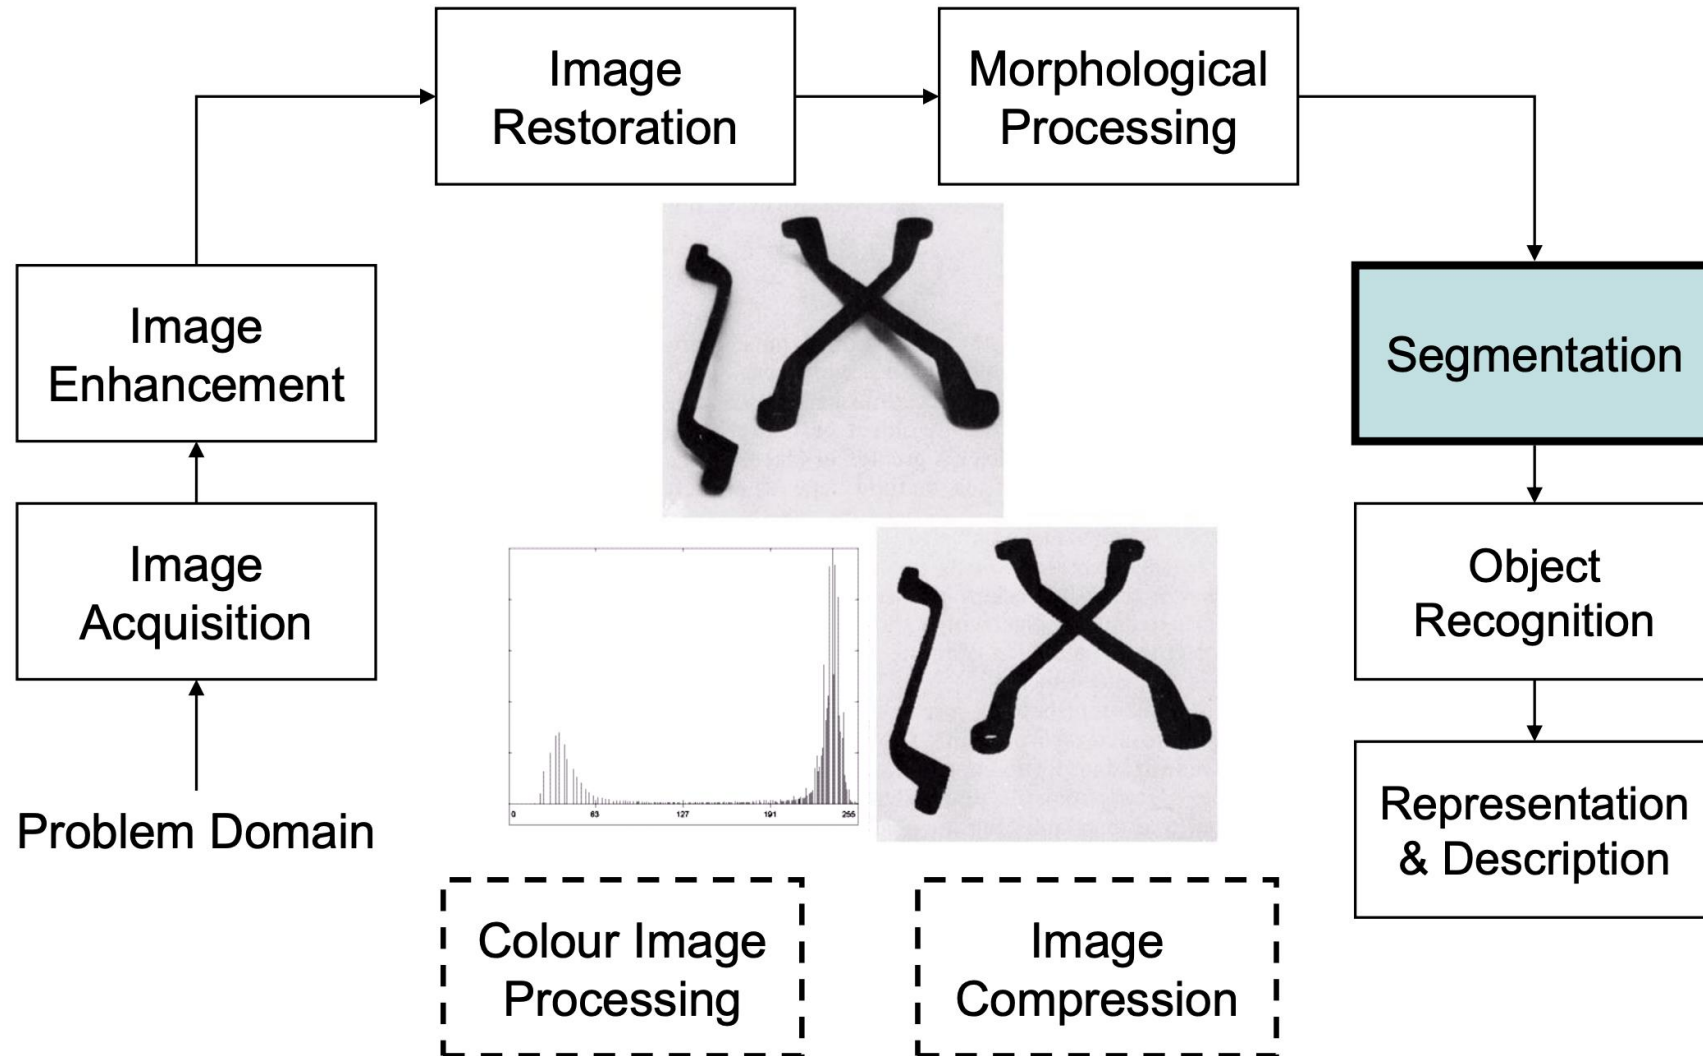 Image
Restoration
Morphological
Processing
Image
Enhancement
Segmentation
Image
Acquisition
Object
Recognition
0 63 127 191 255
Problem Domain
Representation
& Description
Colour Image
Processing
Image
Compression